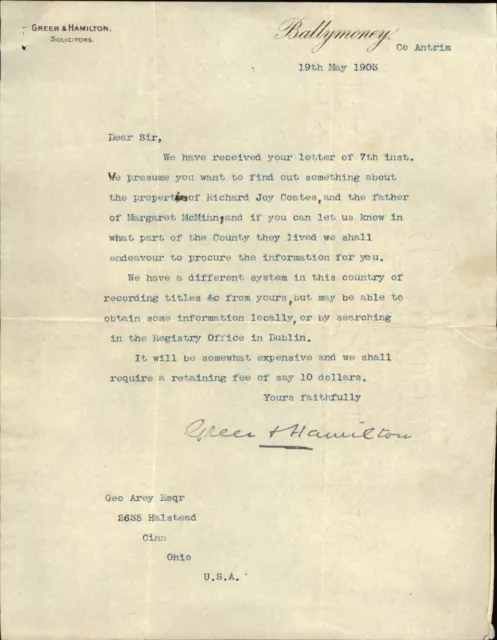 GREER & HAMILTON.
SOLICITORS.
Ballymoney,
Co Antrim
19th May 1903
Dear Sir,
We have received your letter of 7th inst.
We presume you want to find out something about
the properties of Richard Joy Coates, and the father
of Margaret McMinn, and if you can let us know in
what part of the County they lived we shall
endeavour to procure the information for you.
We have a different system in this country of
recording titles &c from yours, but may be able to
obtain some information locally, or by searching
in the Registry Office in Dublin.
It will be somewhat expensive and we shall
require a retaining fee of say 10 dollars.
Yours faithfully
Greer & Hamilton
Geo Arey Esqr
2635 Halstead
Cinn
Ohio
U.S.A.